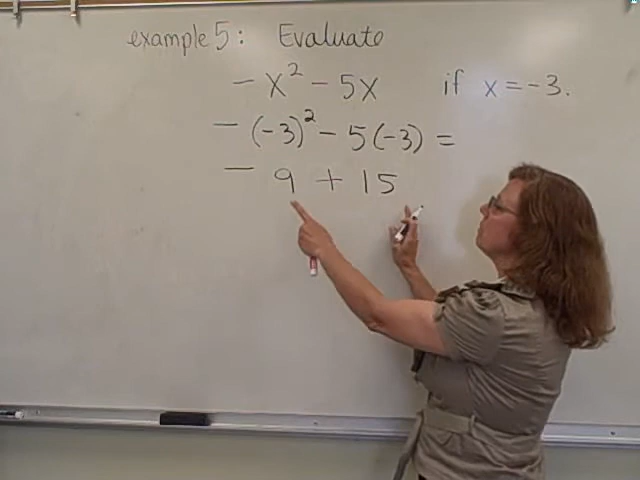 example 5: Evaluate
-x² - 5x if x = -3.
-(-3)² - 5(-3) =
- 9 + 15